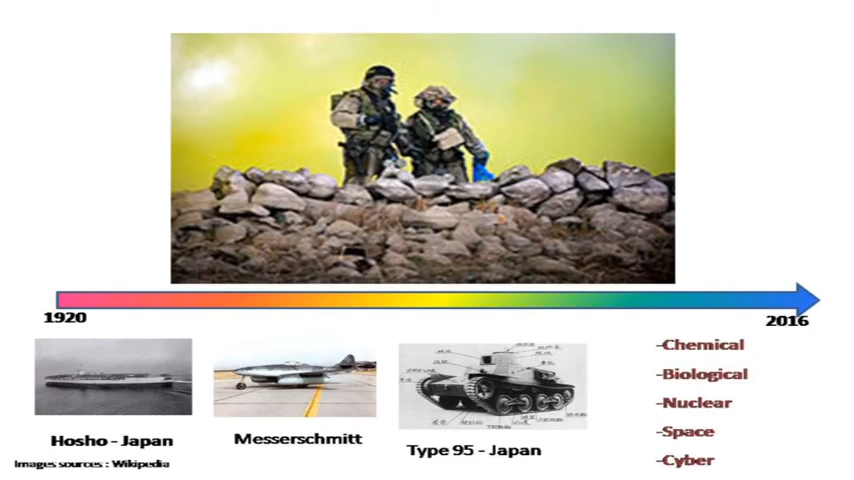 1920
2016
Hosho - Japan
Messerschmitt
Type 95 - Japan
-Chemical
-Biological
-Nuclear
-Space
-Cyber
Images sources : Wikipedia